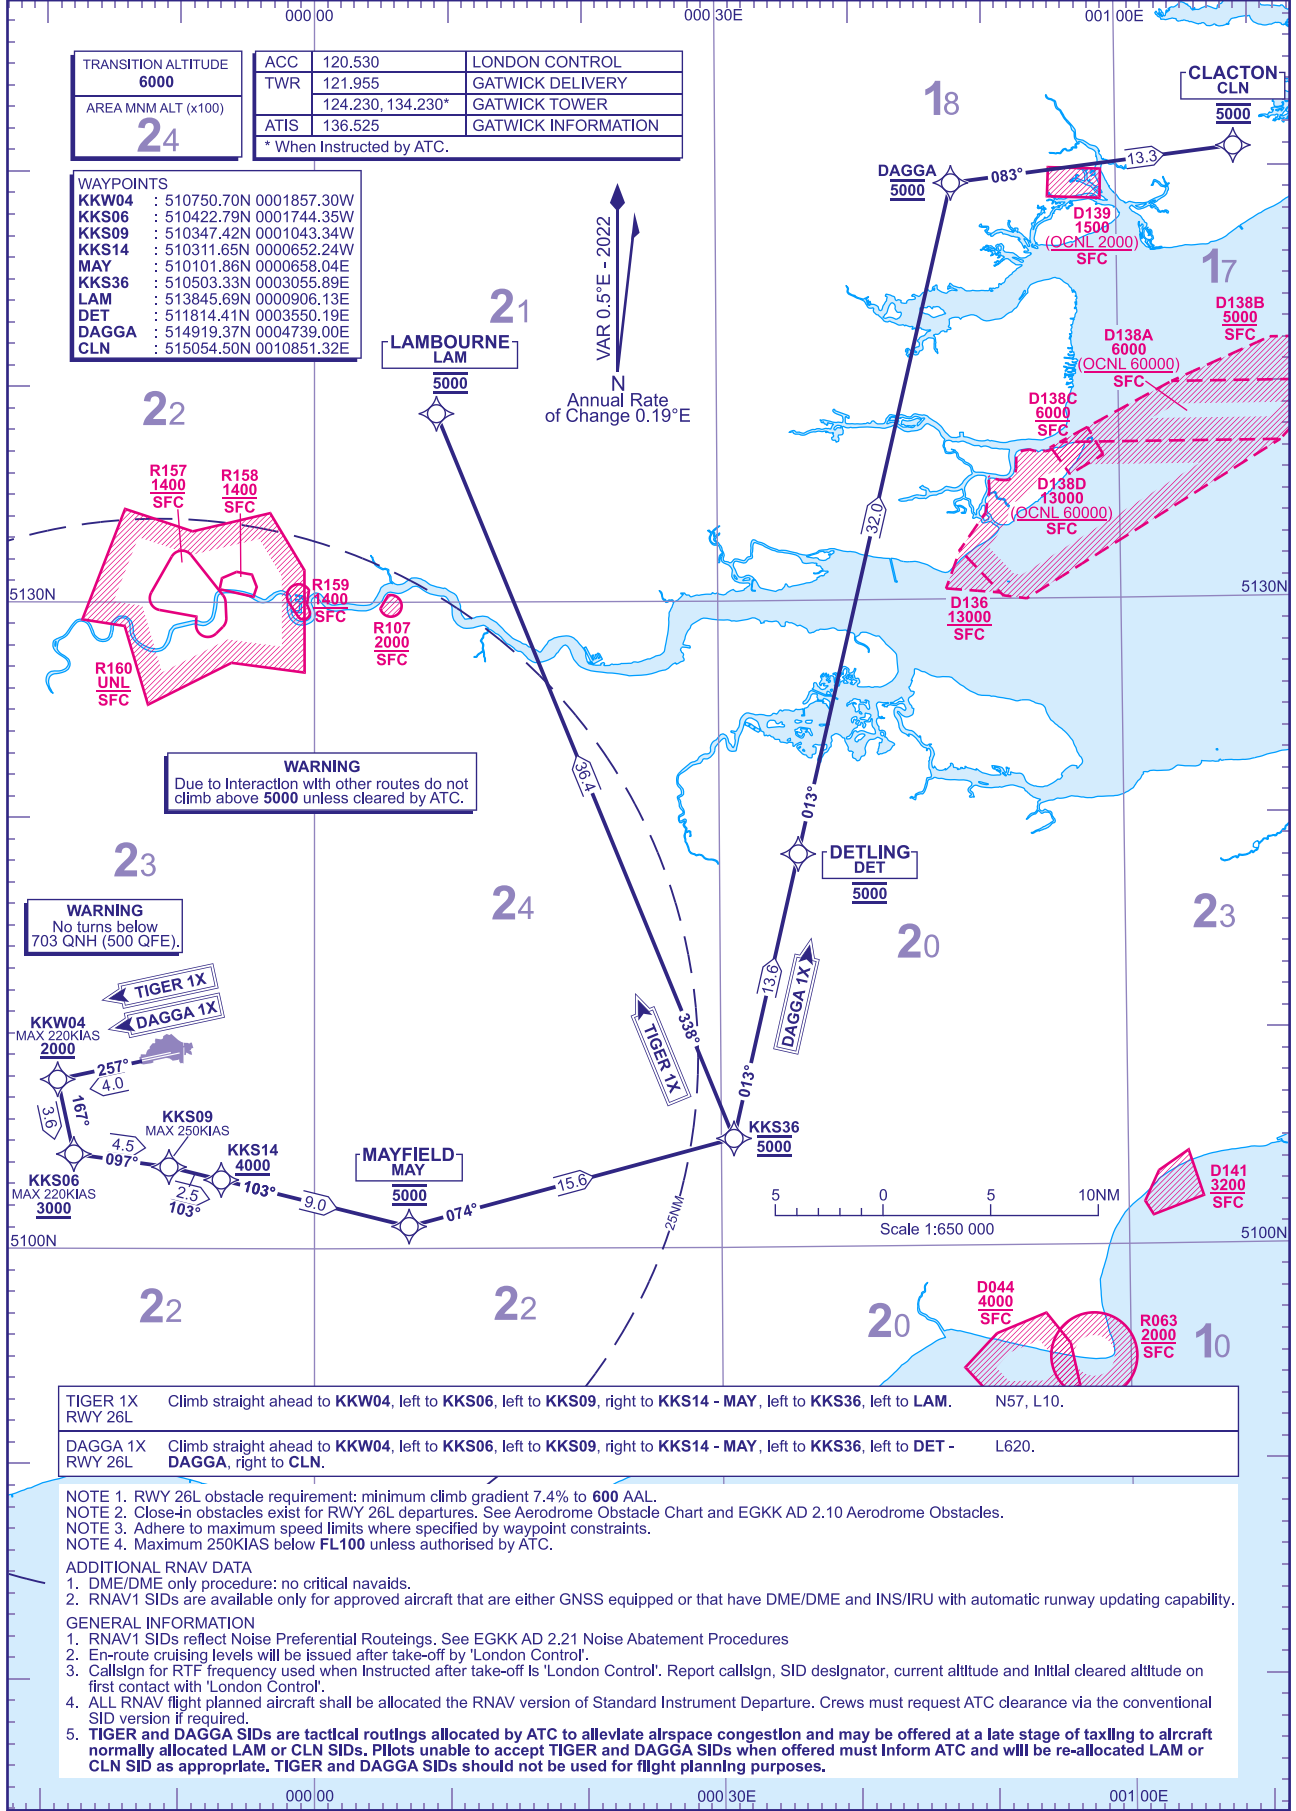 000 00
000 30E
001 00E
TRANSITION ALTITUDE
6000
AREA MNM ALT (x100)
24
ACC 120.530 LONDON CONTROL
TWR 121.955 GATWICK DELIVERY
124.230, 134.230* GATWICK TOWER
ATIS 136.525 GATWICK INFORMATION
* When Instructed by ATC.
WAYPOINTS
KKW04 : 510750.70N 0001857.30W
KKS06 : 510422.79N 0001744.35W
KKS09 : 510347.42N 0001043.34W
KKS14 : 510311.65N 0000652.24W
MAY : 510101.86N 0000658.04E
KKS36 : 510503.33N 0003055.89E
LAM : 513845.69N 0000906.13E
DET : 511814.41N 0003550.19E
DAGGA : 514919.37N 0004739.00E
CLN : 515054.50N 0010851.32E
18
CLACTON
CLN
5000
DAGGA
5000
083°
13.3
D139
1500
(OCNL 2000)
SFC
17
VAR 0.5°E - 2022
N
Annual Rate
of Change 0.19°E
21
LAMBOURNE
LAM
5000
D138B
5000
SFC
D138A
6000
(OCNL 60000)
SFC
D138C
6000
SFC
D138D
13000
(OCNL 60000)
SFC
22
R157
1400
SFC
R158
1400
SFC
32.0
R159
1400
SFC
5130N
5130N
D136
13000
SFC
R107
2000
SFC
R160
UNL
SFC
WARNING
Due to interaction with other routes do not
climb above 5000 unless cleared by ATC.
36.4
013°
23
DETLING
DET
5000
24
20
23
WARNING
No turns below
703 QNH (500 QFE).
TIGER 1X
DAGGA 1X
13.6
DAGGA 1X
338°
TIGER 1X
013°
KKW04
MAX 220KIAS
2000
257°
4.0
167°
3.6
KKS09
MAX 250KIAS
4.5
097°
KKS06
MAX 220KIAS
3000
2.5
103°
KKS14
4000
103°
9.0
MAYFIELD
MAY
5000
074°
15.6
KKS36
5000
25NM
5 0 5 10NM
Scale 1:650 000
D141
3200
SFC
5100N
5100N
22
22
20
D044
4000
SFC
R063
2000
SFC
10
TIGER 1X Climb straight ahead to KKW04, left to KKS06, left to KKS09, right to KKS14 - MAY, left to KKS36, left to LAM. N57, L10.
RWY 26L
DAGGA 1X Climb straight ahead to KKW04, left to KKS06, left to KKS09, right to KKS14 - MAY, left to KKS36, left to DET - L620.
RWY 26L DAGGA, right to CLN.
NOTE 1. RWY 26L obstacle requirement: minimum climb gradient 7.4% to 600 AAL.
NOTE 2. Close-in obstacles exist for RWY 26L departures. See Aerodrome Obstacle Chart and EGKK AD 2.10 Aerodrome Obstacles.
NOTE 3. Adhere to maximum speed limits where specified by waypoint constraints.
NOTE 4. Maximum 250KIAS below FL100 unless authorised by ATC.
ADDITIONAL RNAV DATA
1. DME/DME only procedure: no critical navaids.
2. RNAV1 SIDs are available only for approved aircraft that are either GNSS equipped or that have DME/DME and INS/IRU with automatic runway updating capability.
GENERAL INFORMATION
1. RNAV1 SIDs reflect Noise Preferential Routeings. See EGKK AD 2.21 Noise Abatement Procedures
2. En-route cruising levels will be issued after take-off by 'London Control'.
3. Callsign for RTF frequency used when instructed after take-off is 'London Control'. Report callsign, SID designator, current altitude and initial cleared altitude on
first contact with 'London Control'.
4. ALL RNAV flight planned aircraft shall be allocated the RNAV version of Standard Instrument Departure. Crews must request ATC clearance via the conventional
SID version if required.
5. TIGER and DAGGA SIDs are tactical routings allocated by ATC to alleviate airspace congestion and may be offered at a late stage of taxiing to aircraft
normally allocated LAM or CLN SIDs. Pilots unable to accept TIGER and DAGGA SIDs when offered must inform ATC and will be re-allocated LAM or
CLN SID as appropriate. TIGER and DAGGA SIDs should not be used for flight planning purposes.
000 00
000 30E
001 00E